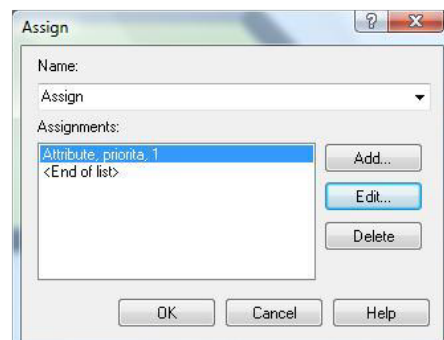 Assign
Name:
Assign
Assignments:
Attribute, priorita, 1
<End of list>
Add...
Edit...
Delete
OK
Cancel
Help